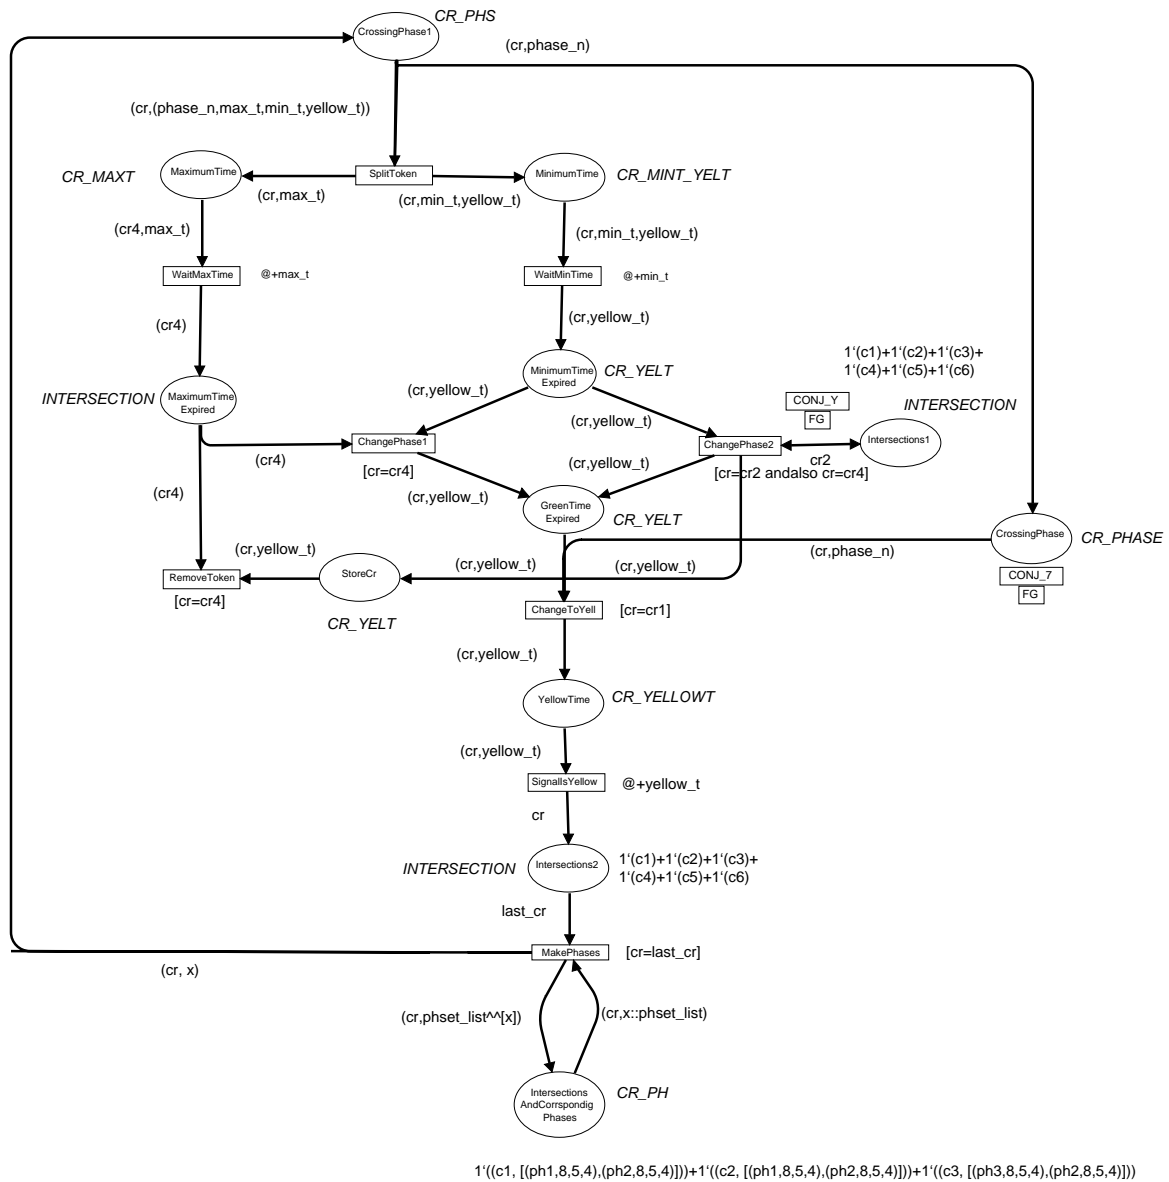 CR_PHS
CrossingPhase1
(cr,phase_n)
(cr,(phase_n,max_t,min_t,yellow_t))
MaximumTime
CR_MAXT
SplitToken
MinimumTime
CR_MINT_YELT
(cr,max_t)
(cr,min_t,yellow_t)
(cr4,max_t)
(cr,min_t,yellow_t)
WaitMaxTime
@+max_t
WaitMinTime
@+min_t
(cr4)
(cr,yellow_t)
1‘(c1)+1‘(c2)+1‘(c3)+
1‘(c4)+1‘(c5)+1‘(c6)
MinimumTime
Expired
CR_YELT
INTERSECTION
MaximumTime
Expired
(cr,yellow_t)
(cr,yellow_t)
CONJ_Y
FG
INTERSECTION
ChangePhase1
ChangePhase2
Intersections1
(cr4)
[cr=cr4]
(cr,yellow_t)
cr2
[cr=cr2 andalso cr=cr4]
(cr4)
(cr,yellow_t)
GreenTime
Expired
CR_YELT
CrossingPhase
CR_PHASE
(cr,yellow_t)
(cr,yellow_t)
(cr,yellow_t)
(cr,phase_n)
RemoveToken
StoreCr
CONJ_7
FG
[cr=cr4]
CR_YELT
ChangeToYell
[cr=cr1]
(cr,yellow_t)
YellowTime
CR_YELLOWT
(cr,yellow_t)
SignalIsYellow
@+yellow_t
cr
INTERSECTION
Intersections2
1‘(c1)+1‘(c2)+1‘(c3)+
1‘(c4)+1‘(c5)+1‘(c6)
last_cr
MakePhases
[cr=last_cr]
(cr, x)
(cr,phset_list^^[x])
(cr,x::phset_list)
Intersections
AndCorrspondig
Phases
CR_PH
1‘((c1, [(ph1,8,5,4),(ph2,8,5,4)]))+1‘((c2, [(ph1,8,5,4),(ph2,8,5,4)]))+1‘((c3, [(ph3,8,5,4),(ph2,8,5,4)]))